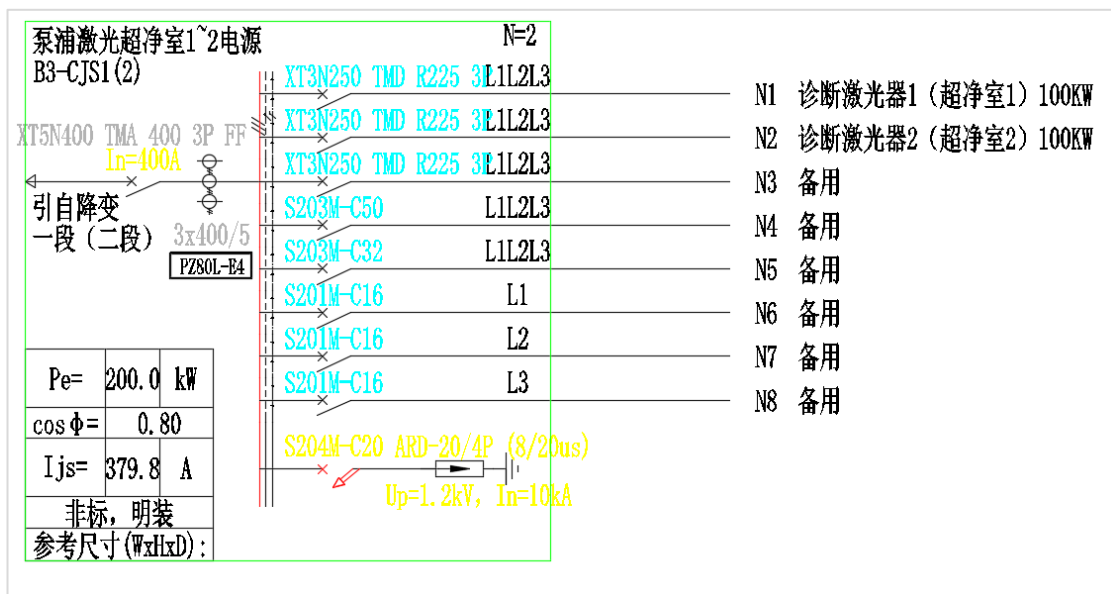 泵浦激光超净室1~2电源 N=2
B3-CJS1(2)
XT3N250 TMD R225 3P L1L2L3
N1 诊断激光器1（超净室1）100KW
XT3N250 TMD R225 3P L1L2L3
N2 诊断激光器2（超净室2）100KW
XT5N400 TMA 400 3P FF
In=400A
XT3N250 TMD R225 3P L1L2L3
N3 备用
引自降变
一段（二段）
3x400/5
PZ80L-E4
S203M-C50 L1L2L3
N4 备用
S203M-C32 L1L2L3
N5 备用
S201M-C16 L1
N6 备用
S201M-C16 L2
N7 备用
S201M-C16 L3
N8 备用
Pe= 200.0 kW
cosφ= 0.80
Ijs= 379.8 A
非标，明装
参考尺寸(WxHxD):
S204M-C20 ARD-20/4P (8/20us)
Up=1.2kV, In=10kA